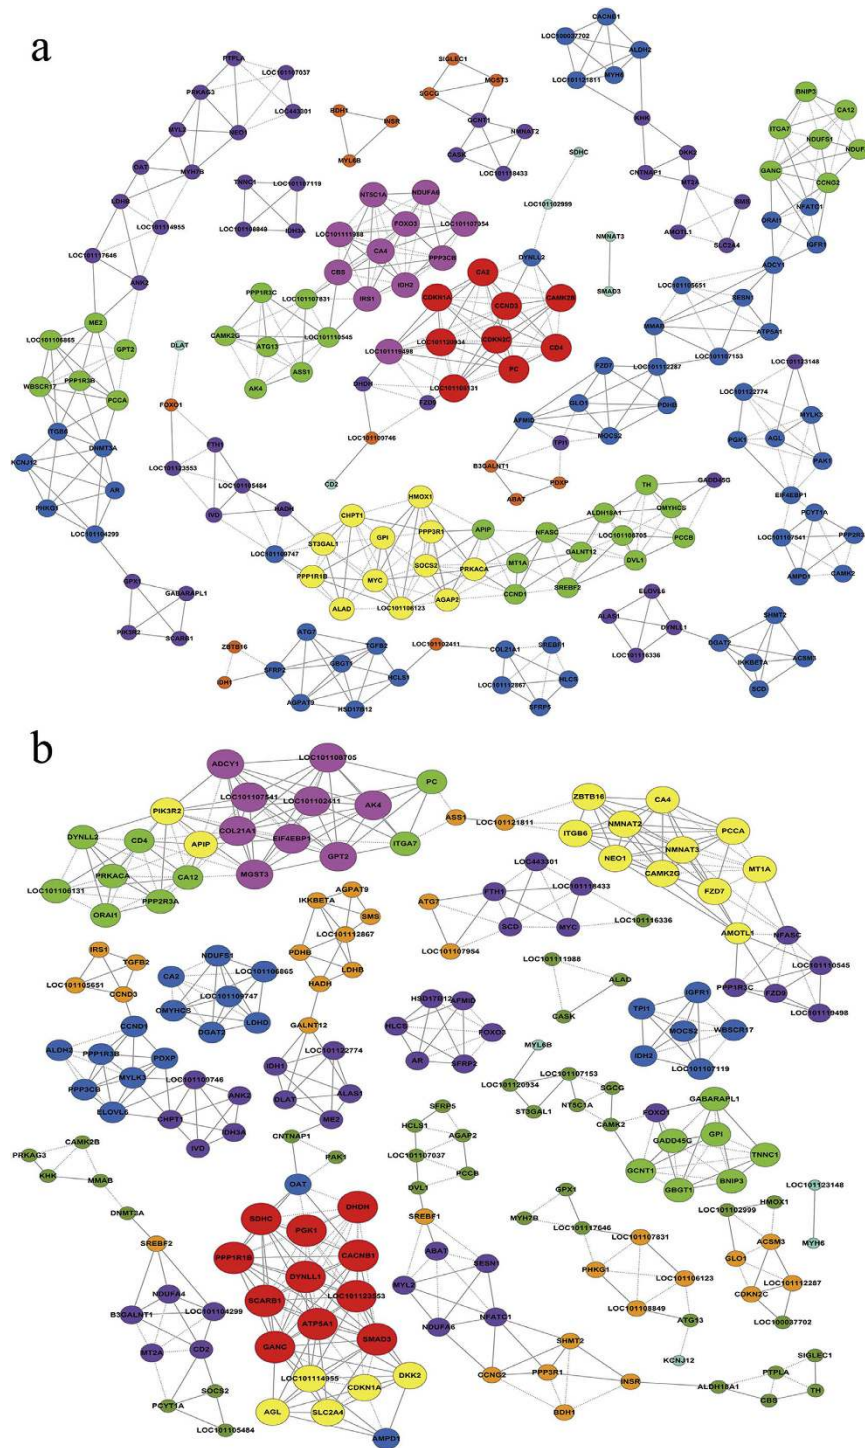 a
CACNB1
LOC100037702
ALDH2
LOC101121811
MYH6
PTPLA
LOC101107037
PRKAG3
LOC443301
MYL2
NEO1
OAT
MYH7B
LDHB
LOC101114955
LOC101117646
ANK2
SIGLEC1
MGST3
SGCG
GCNT1
NMNAT2
CASK
LOC101118433
BDH1
INSR
MYL6B
KHK
DKK2
CNTNAP1
MT2A
SMS
AMOTL1
SLC2A4
BNIP3
CA12
ITGA7
NDUFS1
GANC
CCNG2
NFATC1
ORAI1
IGFR1
ADCY1
SDHC
LOC101102999
DYNLL2
NMNAT3
SMAD3
TNNC1
LOC101107119
LOC101108849
IDH3A
NT5C1A
NDUFA6
FOXO3
LOC101107954
LOC101111988
CA4
PPP3CB
CBS
IDH2
IRS1
PPP1R3C
LOC101107831
CAMK2G
ATG13
LOC101110545
ASS1
AK4
CA2
CDKN1A
CAMK2B
CCND3
LOC101120934
CDKN2C
CD4
PC
LOC101106131
LOC101119498
DHDH
FZD9
LOC101109746
CD2
LOC101105651
SESN1
MMAB
ATP5A1
LOC101107153
FZD7
LOC101112287
GLO1
PDHB
AFMID
MOCS2
TPI1
B3GALNT1
PDXP
ABAT
LOC101123148
LOC101122774
MYLK3
PGK1
AGL
PAK1
EIF4EBP1
PCYT1A
LOC101107541
PPP2R3A
AMPD1
CAMK2
ME2
LOC101106865
GPT2
WBSCR17
PPP1R3B
PCCA
ITGB6
DNMT3A
KCNJ12
AR
PHKG1
LOC101104299
GPX1
GABARAPL1
PIK3R2
SCARB1
DLAT
FOXO1
FTH1
LOC101123553
LOC101105484
IVD
HADH
LOC101109747
HMOX1
CHPT1
ST3GAL1
GPI
PPP3R1
APIP
PPP1R1B
SOCS2
MYC
PRKACA
ALAD
LOC101106123
AGAP2
MT1A
CCND1
NFASC
GALNT12
SREBF2
TH
ALDH18A1
CMYHCS
LOC101108705
PCCB
DVL1
GADD45G
ZBTB16
IDH1
ATG7
TGFB2
SFRP2
GBGT1
HCLS1
AGPAT9
HSD17B12
LOC101102411
COL21A1
SREBF1
LOC101112867
HLCS
SFRP5
ELOVL6
ALAS1
DYNLL1
LOC101116336
SHMT2
DGAT2
IKKBETA
ACSM3
SCD
b
LOC101108705
ADCY1
LOC101107541
LOC101102411
AK4
PC
PIK3R2
COL21A1
EIF4EBP1
ITGA7
DYNLL2
CD4
APIP
GPT2
MGST3
LOC101106131
PRKACA
CA12
PPP2R3A
ORAI1
ASS1
LOC101121811
ZBTB16
CA4
ITGB6
NMNAT2
PCCA
NEO1
NMNAT3
MT1A
CAMK2G
FZD7
AMOTL1
NFASC
PPP1R3C
LOC101110545
FZD9
LOC101119498
LOC443301
FTH1
LOC101118433
ATG7
SCD
MYC
LOC101116336
LOC101107954
AGPAT9
IKKBETA
SMS
LOC101112867
PDHB
LDHB
HADH
GALNT12
IRS1
TGFB2
LOC101105651
CCND3
NDUFS1
CA2
LOC101106865
LOC101109747
CMYHCS
LDHD
DGAT2
CCND1
ALDH2
PPP1R3B
PDXP
PPP3CB
MYLK3
ELOVL6
LOC101109746
ANK2
CHPT1
IDH3A
IVD
LOC101122774
IDH1
ALAS1
DLAT
ME2
LOC101111988
ALAD
CASK
HSD17B12
AFMID
HLCS
FOXO3
AR
SFRP2
IGFR1
TPI1
MOCS2
WBSCR17
IDH2
LOC101107119
MYL6B
LOC101107153
LOC101120934
SGCG
ST3GAL1
NT5C1A
CAMK2
FOXO1
GABARAPL1
GADD45G
GPI
TNNC1
GCNT1
GBGT1
BNIP3
CNTNAP1
PAK1
OAT
CAMK2B
PRKAG3
KHK
MMAB
DNMT3A
SREBF2
NDUFA4
B3GALNT1
LOC101104299
MT2A
CD2
SOCS2
PCYT1A
LOC101105484
SDHC
DHDH
PGK1
PPP1R1B
CACNB1
DYNLL1
SCARB1
LOC101123553
ATP5A1
GANC
SMAD3
LOC101114955
DKK2
CDKN1A
AGL
SLC2A4
AMPD1
SFRP5
HCLS1
AGAP2
LOC101107037
PCCB
DVL1
SREBF1
ABAT
SESN1
MYL2
NDUFA6
NFATC1
SHMT2
CCNG2
PPP3R1
INSR
BDH1
GPX1
MYH7B
LOC101117646
LOC101107831
PHKG1
LOC101106123
LOC101108849
ATG13
KCNJ12
LOC101123148
MYH6
HMOX1
LOC101102999
ACSM3
GLO1
LOC101112287
CDKN2C
LOC100037702
SIGLEC1
PTPLA
ALDH18A1
CBS
TH